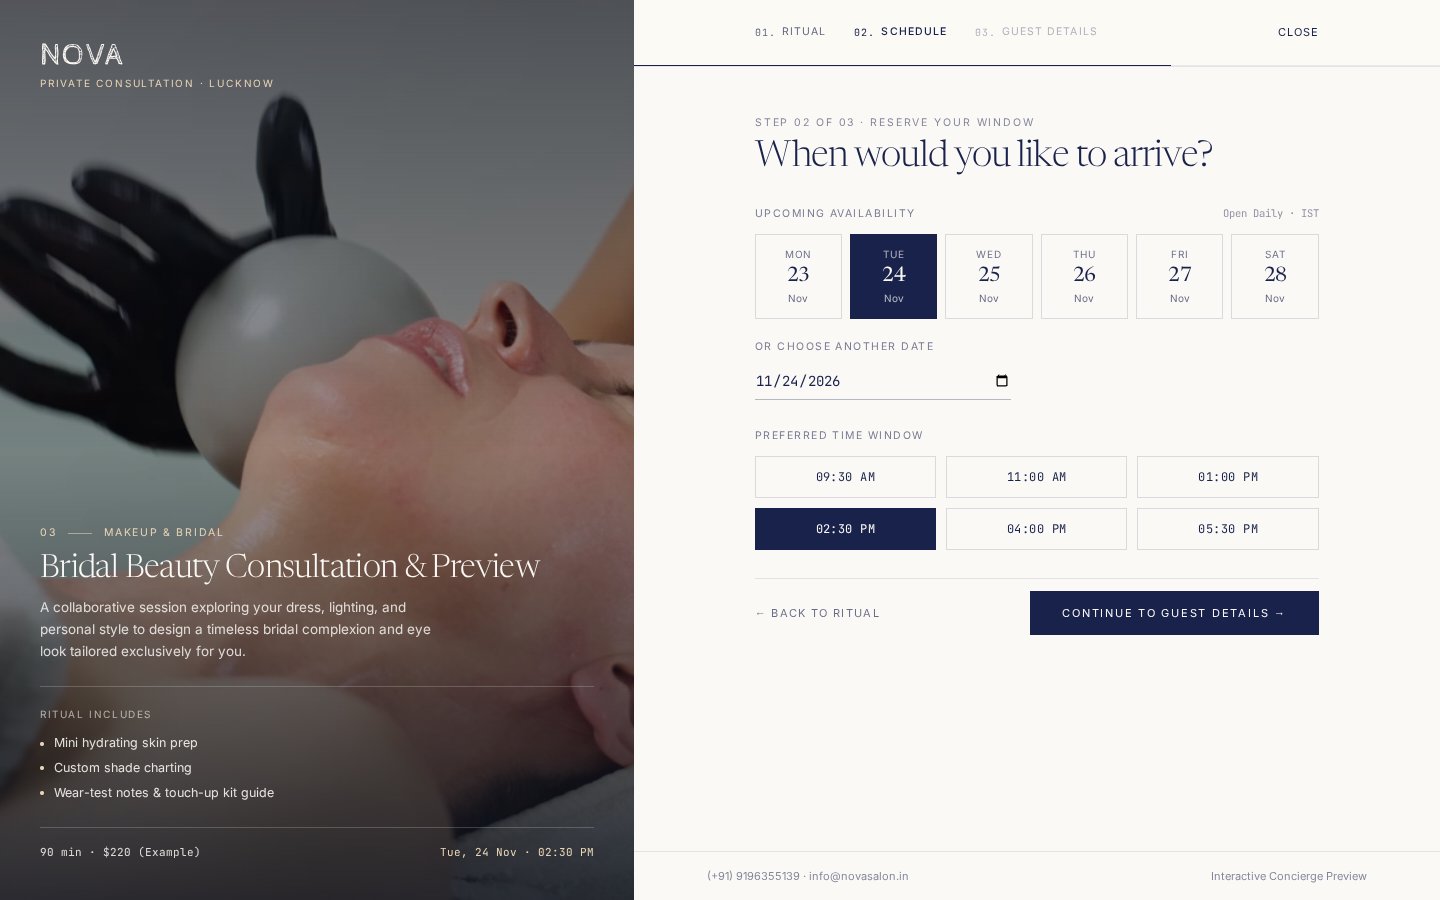 NOVA
PRIVATE CONSULTATION · LUCKNOW
03 — MAKEUP & BRIDAL
Bridal Beauty Consultation & Preview
A collaborative session exploring your dress, lighting, and
personal style to design a timeless bridal complexion and eye
look tailored exclusively for you.
RITUAL INCLUDES
• Mini hydrating skin prep
• Custom shade charting
• Wear-test notes & touch-up kit guide
90 min · $220 (Example)
Tue, 24 Nov · 02:30 PM
01. RITUAL 02. SCHEDULE 03. GUEST DETAILS CLOSE
STEP 02 OF 03 · RESERVE YOUR WINDOW
When would you like to arrive?
UPCOMING AVAILABILITY Open Daily · IST
MON TUE WED THU FRI SAT
23 24 25 26 27 28
Nov Nov Nov Nov Nov Nov
OR CHOOSE ANOTHER DATE
11/24/2026
PREFERRED TIME WINDOW
09:30 AM 11:00 AM 01:00 PM
02:30 PM 04:00 PM 05:30 PM
← BACK TO RITUAL CONTINUE TO GUEST DETAILS →
(+91) 9196355139 · info@novasalon.in Interactive Concierge Preview